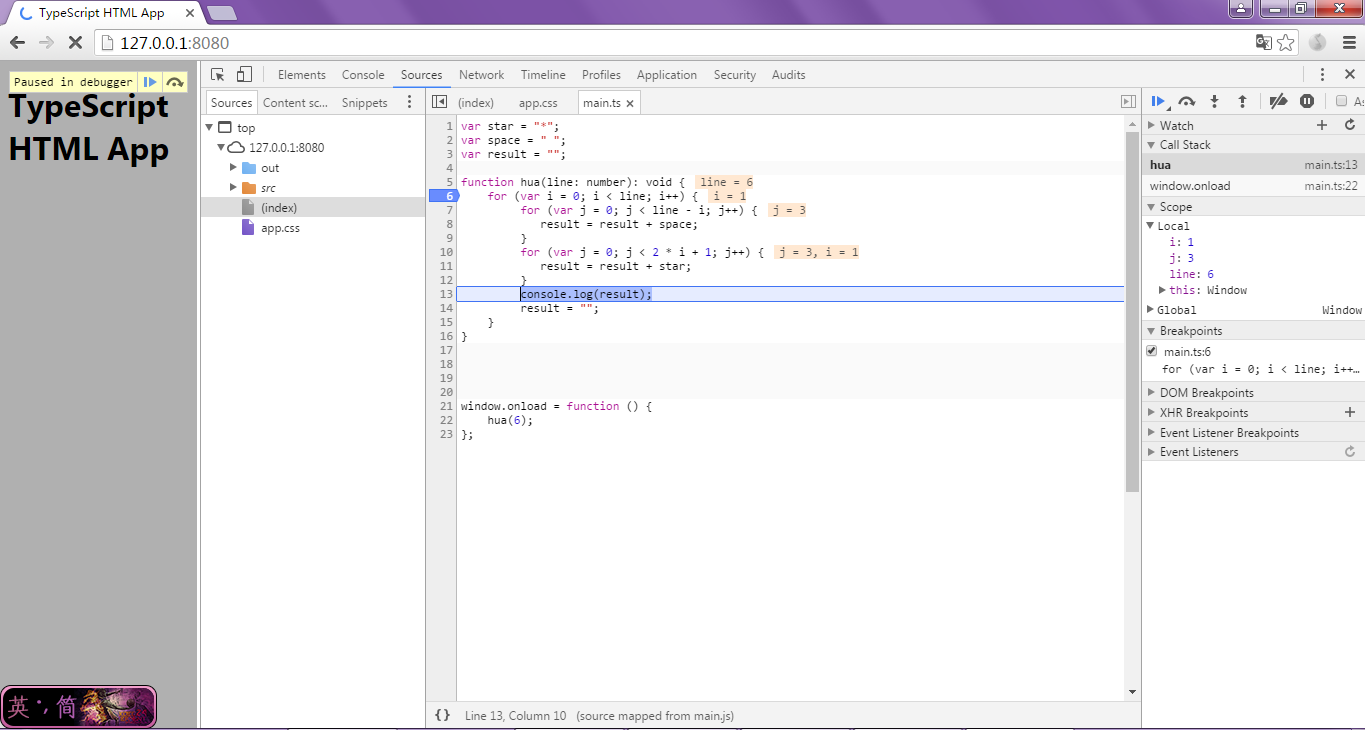 TypeScript HTML App
127.0.0.1:8080
Paused in debugger
TypeScript
HTML App
英 •, 简
Elements Console Sources Network Timeline Profiles Application Security Audits
Sources Content sc... Snippets
top
127.0.0.1:8080
out
src
(index)
app.css
(index) app.css main.ts
1 var star = "*";
2 var space = " ";
3 var result = "";
4
5 function hua(line: number): void { line = 6
6 for (var i = 0; i < line; i++) { i = 1
7 for (var j = 0; j < line - i; j++) { j = 3
8 result = result + space;
9 }
10 for (var j = 0; j < 2 * i + 1; j++) { j = 3, i = 1
11 result = result + star;
12 }
13 console.log(result);
14 result = "";
15 }
16 }
17
18
19
20
21 window.onload = function () {
22 hua(6);
23 };
{} Line 13, Column 10 (source mapped from main.js)
As
Watch
Call Stack
hua main.ts:13
window.onload main.ts:22
Scope
Local
i: 1
j: 3
line: 6
this: Window
Global Window
Breakpoints
main.ts:6
for (var i = 0; i < line; i++…
DOM Breakpoints
XHR Breakpoints
Event Listener Breakpoints
Event Listeners